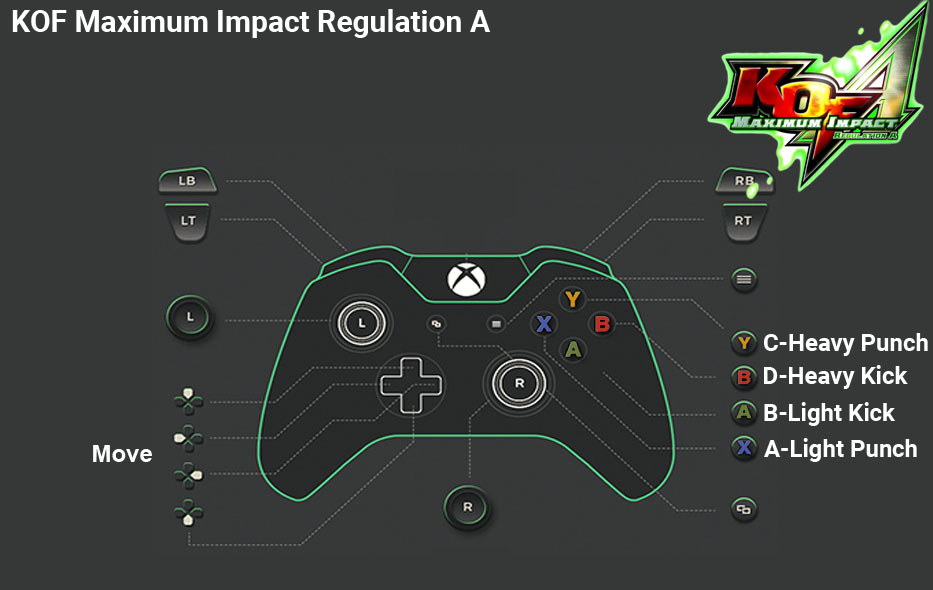 KOF Maximum Impact Regulation A
KOF
MAXIMUM IMPACT
REGULATION A
LB
RB
LT
RT
L
L
Y
X
B
A
R
Y C-Heavy Punch
B D-Heavy Kick
A B-Light Kick
X A-Light Punch
Move
R